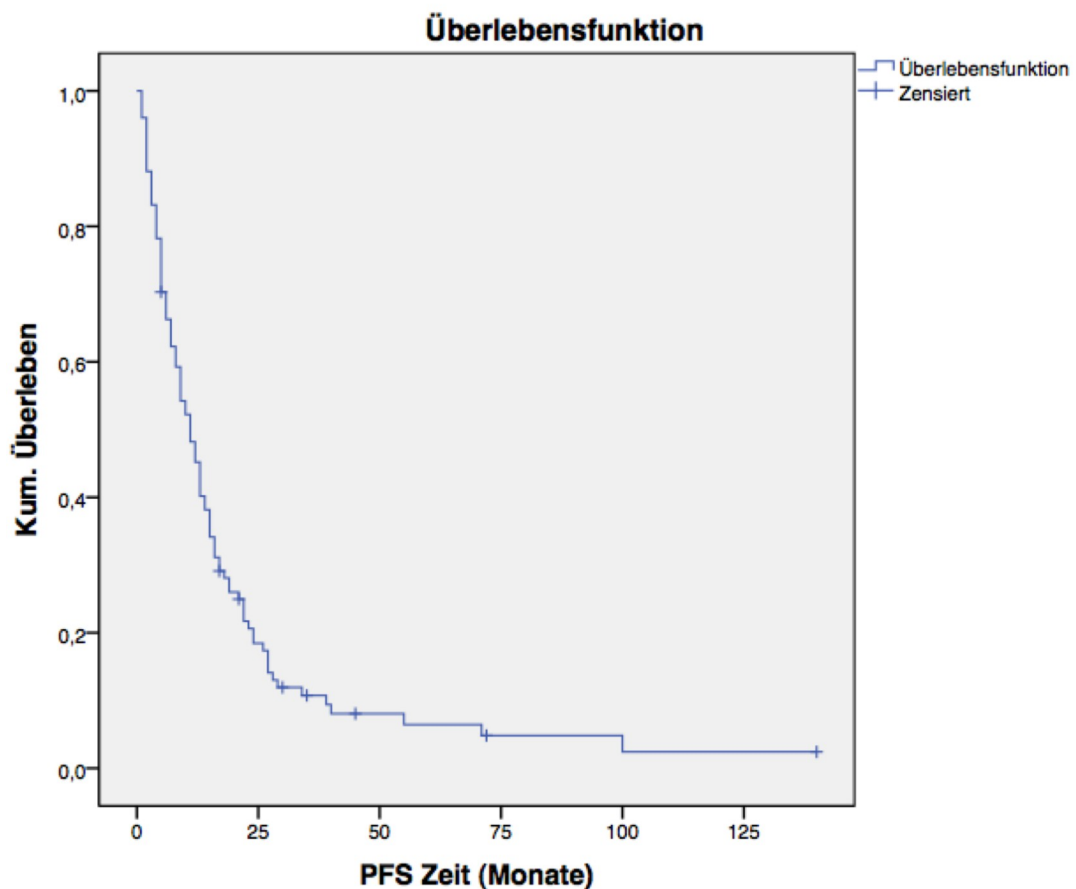 Überlebensfunktion
Überlebensfunktion
Zensiert
Kum. Überleben
1,0
0,8
0,6
0,4
0,2
0,0
0 25 50 75 100 125
PFS Zeit (Monate)